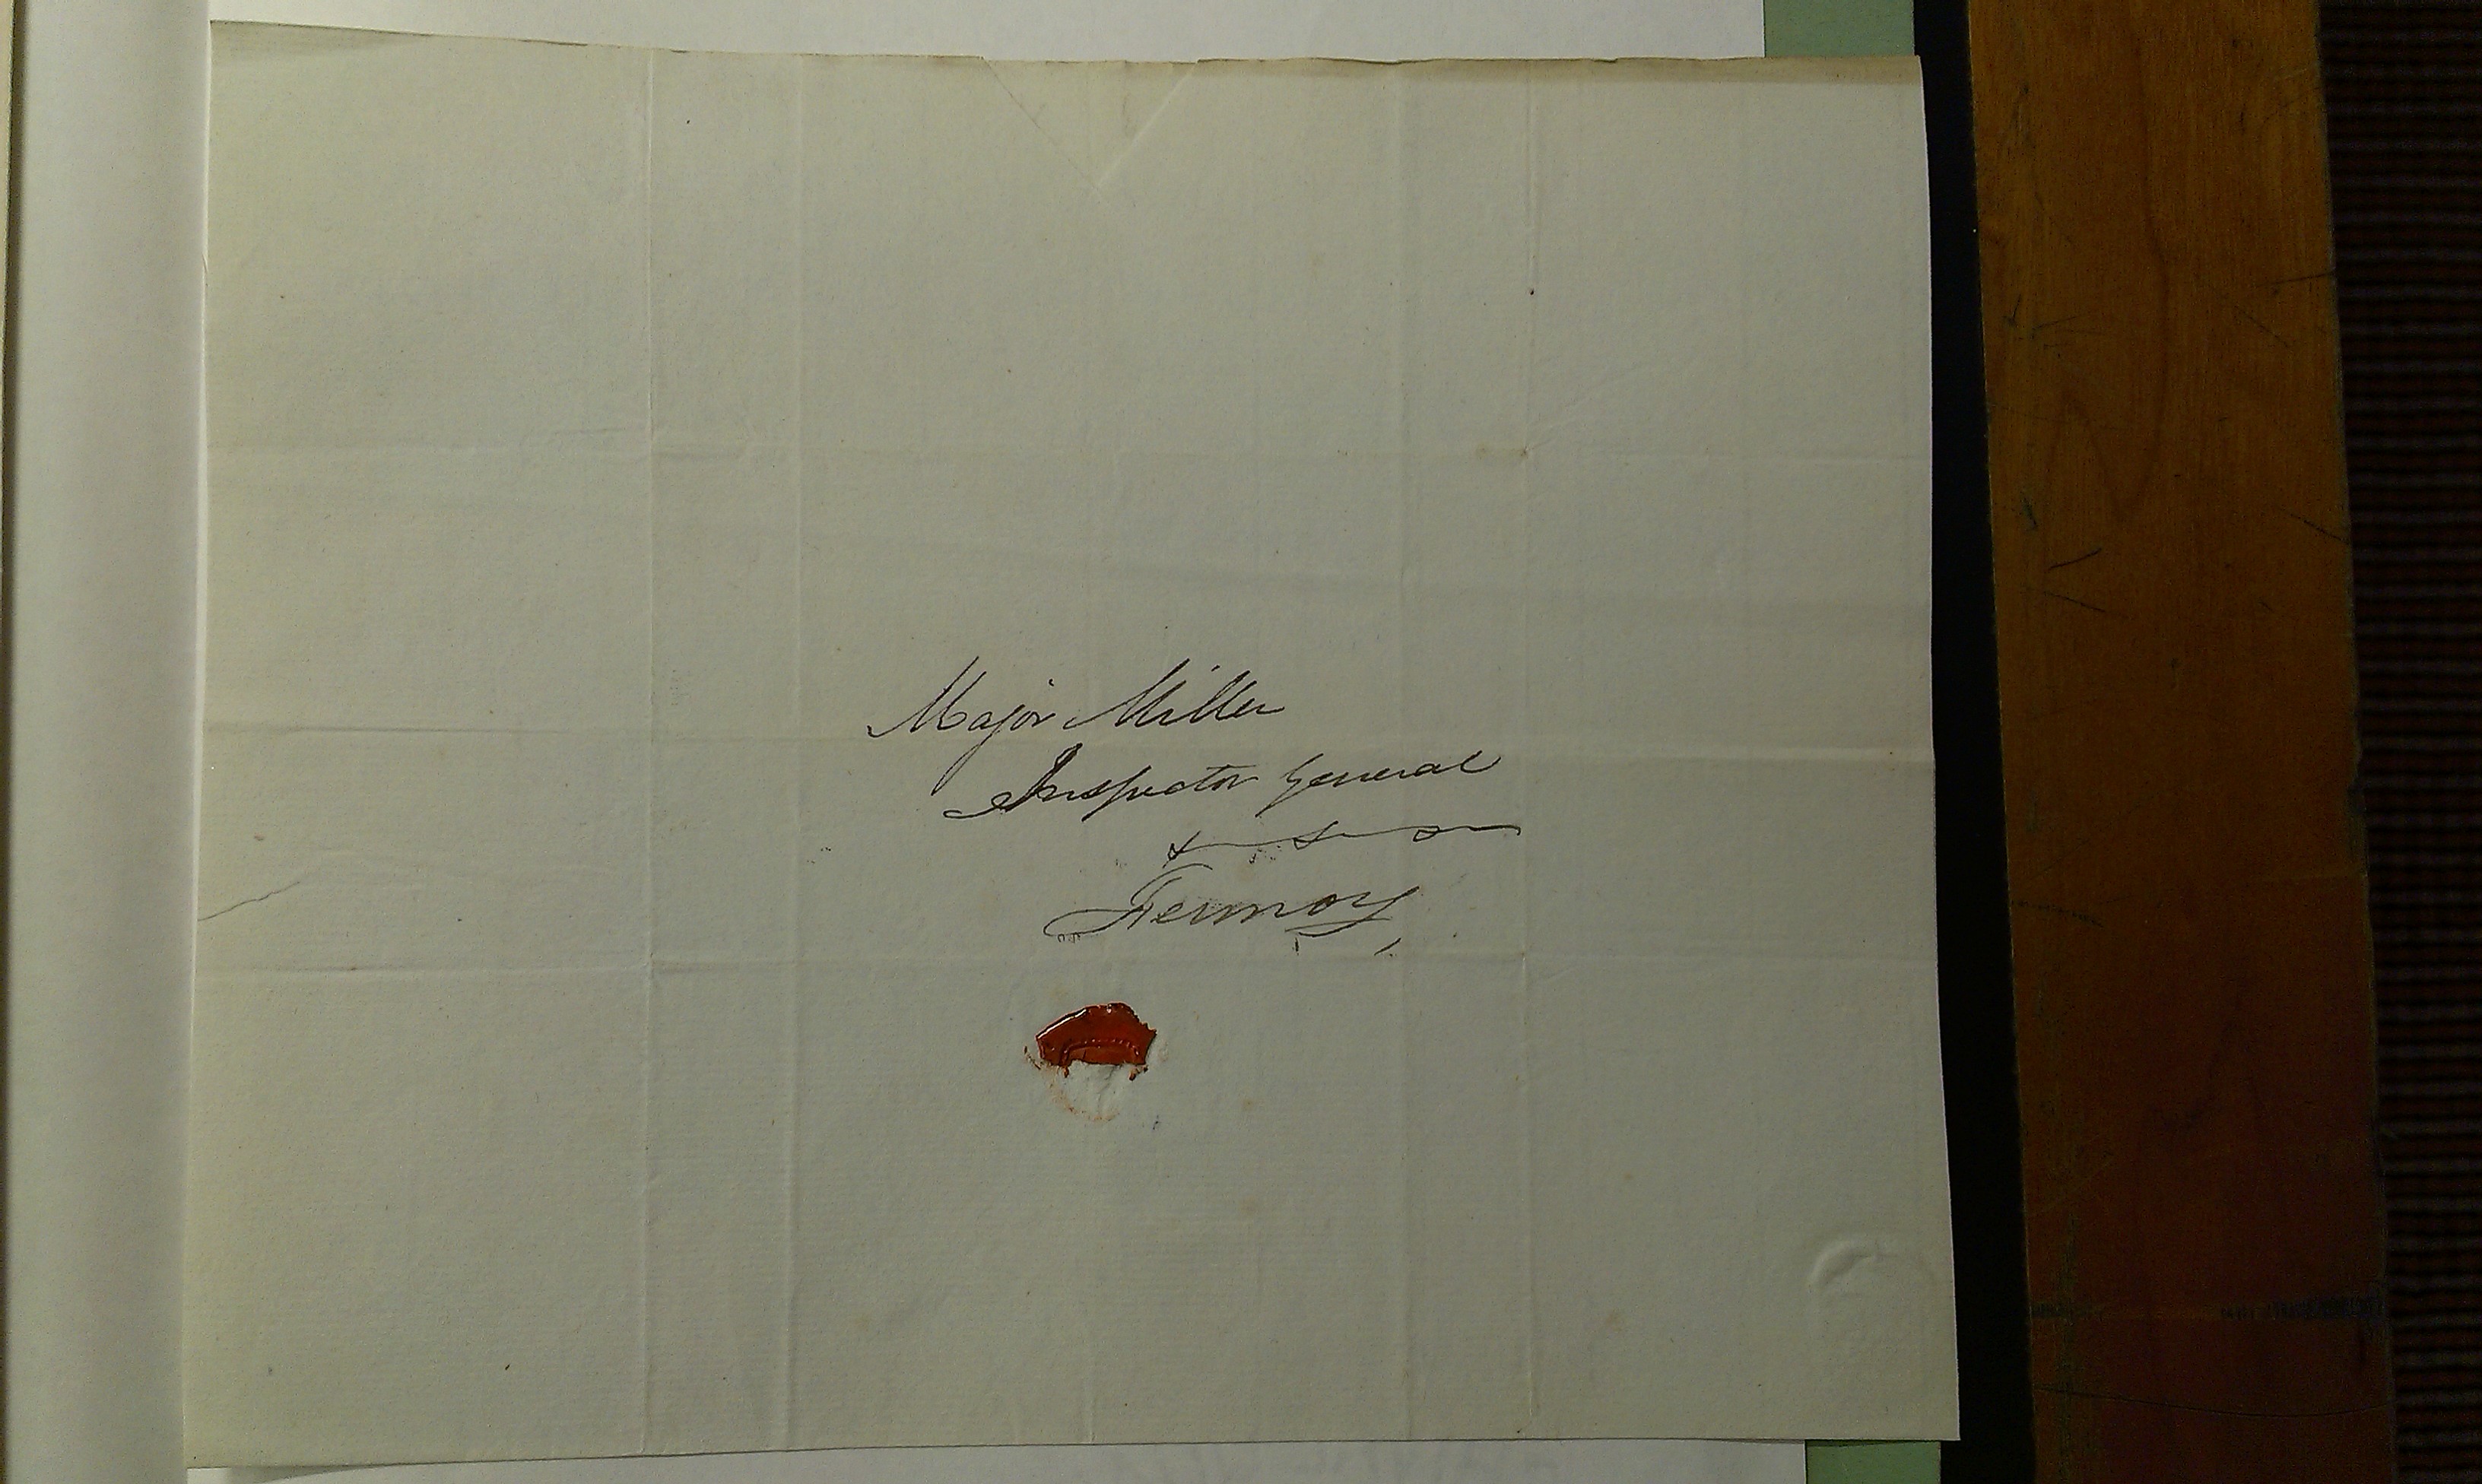 Major Miller
Inspector General
Fermoy